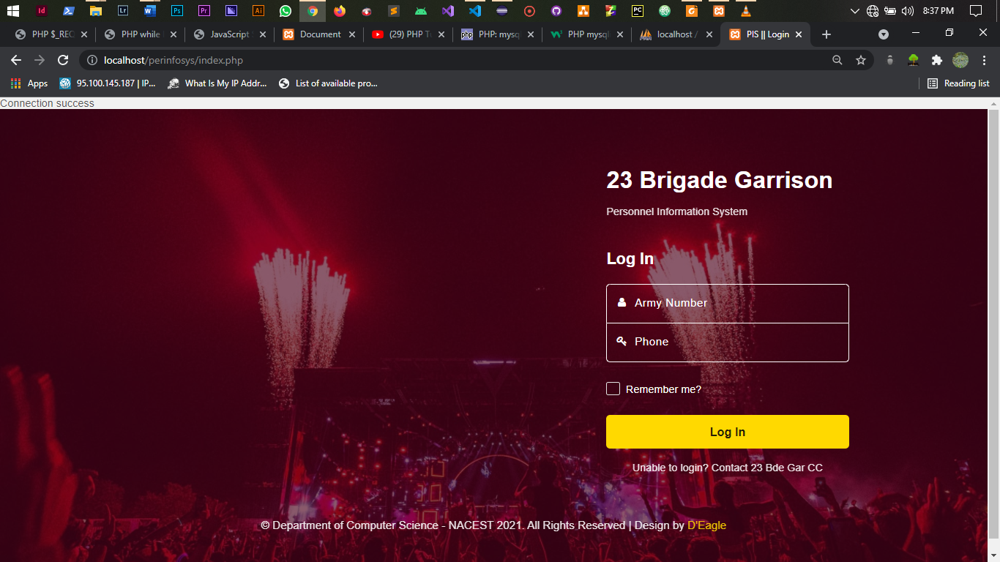 Id
Lr
Ps
Pr
Ai
PC
8:37 PM
PHP $_REQ
PHP while
JavaScript
Document
(29) PHP T
php
PHP: mysq
PHP mysql
localhost /
PIS || Login
localhost/perinfosys/index.php
Apps
95.100.145.187 | IP...
What Is My IP Addr...
List of available pro...
Reading list
Connection success
23 Brigade Garrison
Personnel Information System
Log In
Army Number
Phone
Remember me?
Log In
Unable to login? Contact 23 Bde Gar CC
© Department of Computer Science - NACEST 2021. All Rights Reserved | Design by D'Eagle